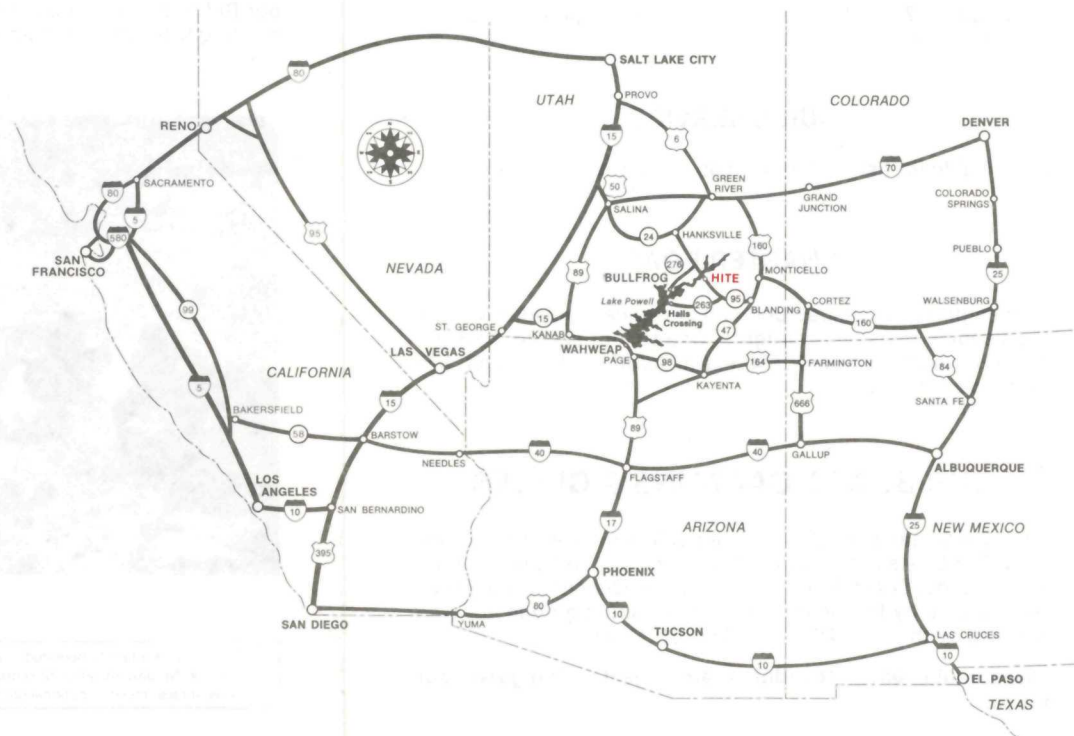 80
SALT LAKE CITY
UTAH
PROVO
COLORADO
RENO
15
6
DENVER
SACRAMENTO
80
5
580
SAN
FRANCISCO
95
NEVADA
50
SALINA
GREEN
RIVER
70
GRAND
JUNCTION
COLORADO
SPRINGS
24
HANKSVILLE
160
PUEBLO
89
BULLFROG
276
HITE
MONTICELLO
25
99
Lake Powell
263
95
Halls
Crossing
BLANDING
CORTEZ
WALSENBURG
ST. GEORGE
15
KANAB
47
160
LAS VEGAS
WAHWEAP
PAGE
98
164
FARMINGTON
84
CALIFORNIA
KAYENTA
5
15
SANTA FE
BAKERSFIELD
89
666
58
BARSTOW
NEEDLES
40
40
GALLUP
FLAGSTAFF
ALBUQUERQUE
LOS
ANGELES
10
SAN BERNARDINO
17
ARIZONA
25
NEW MEXICO
395
PHOENIX
80
10
SAN DIEGO
YUMA
TUCSON
LAS CRUCES
10
10
EL PASO
TEXAS